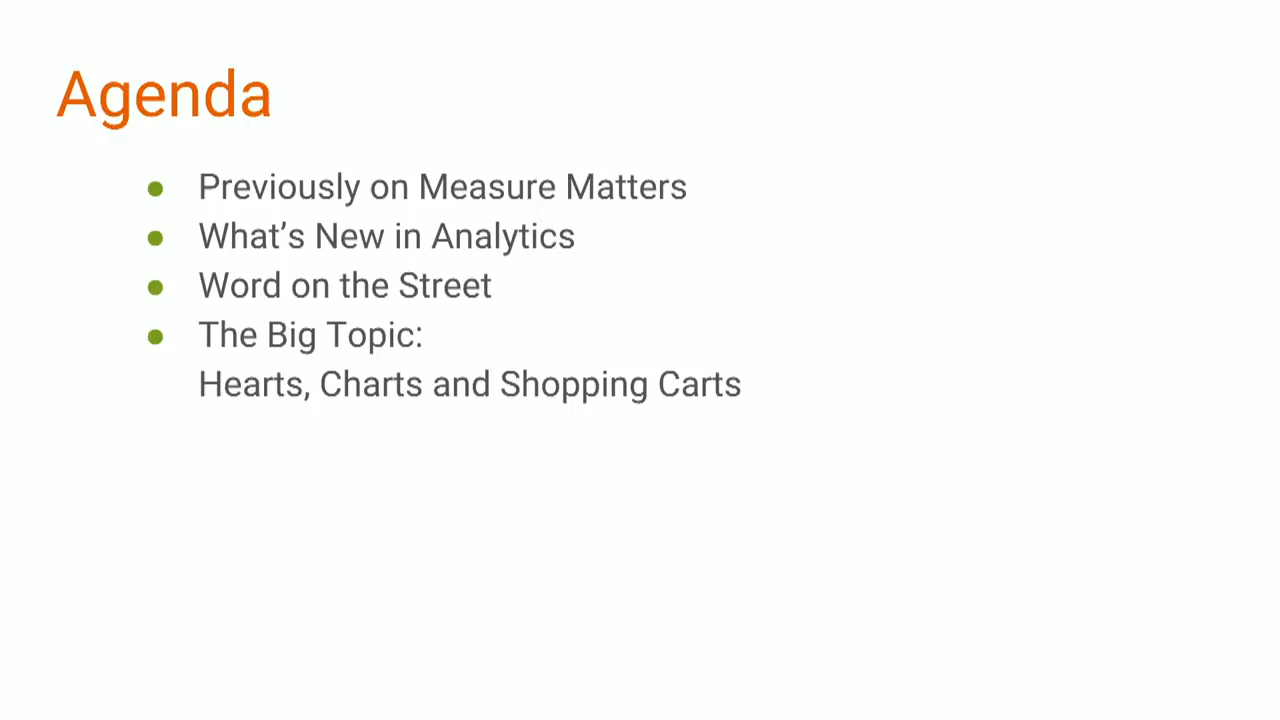 Agenda
● Previously on Measure Matters
● What’s New in Analytics
● Word on the Street
● The Big Topic:
Hearts, Charts and Shopping Carts